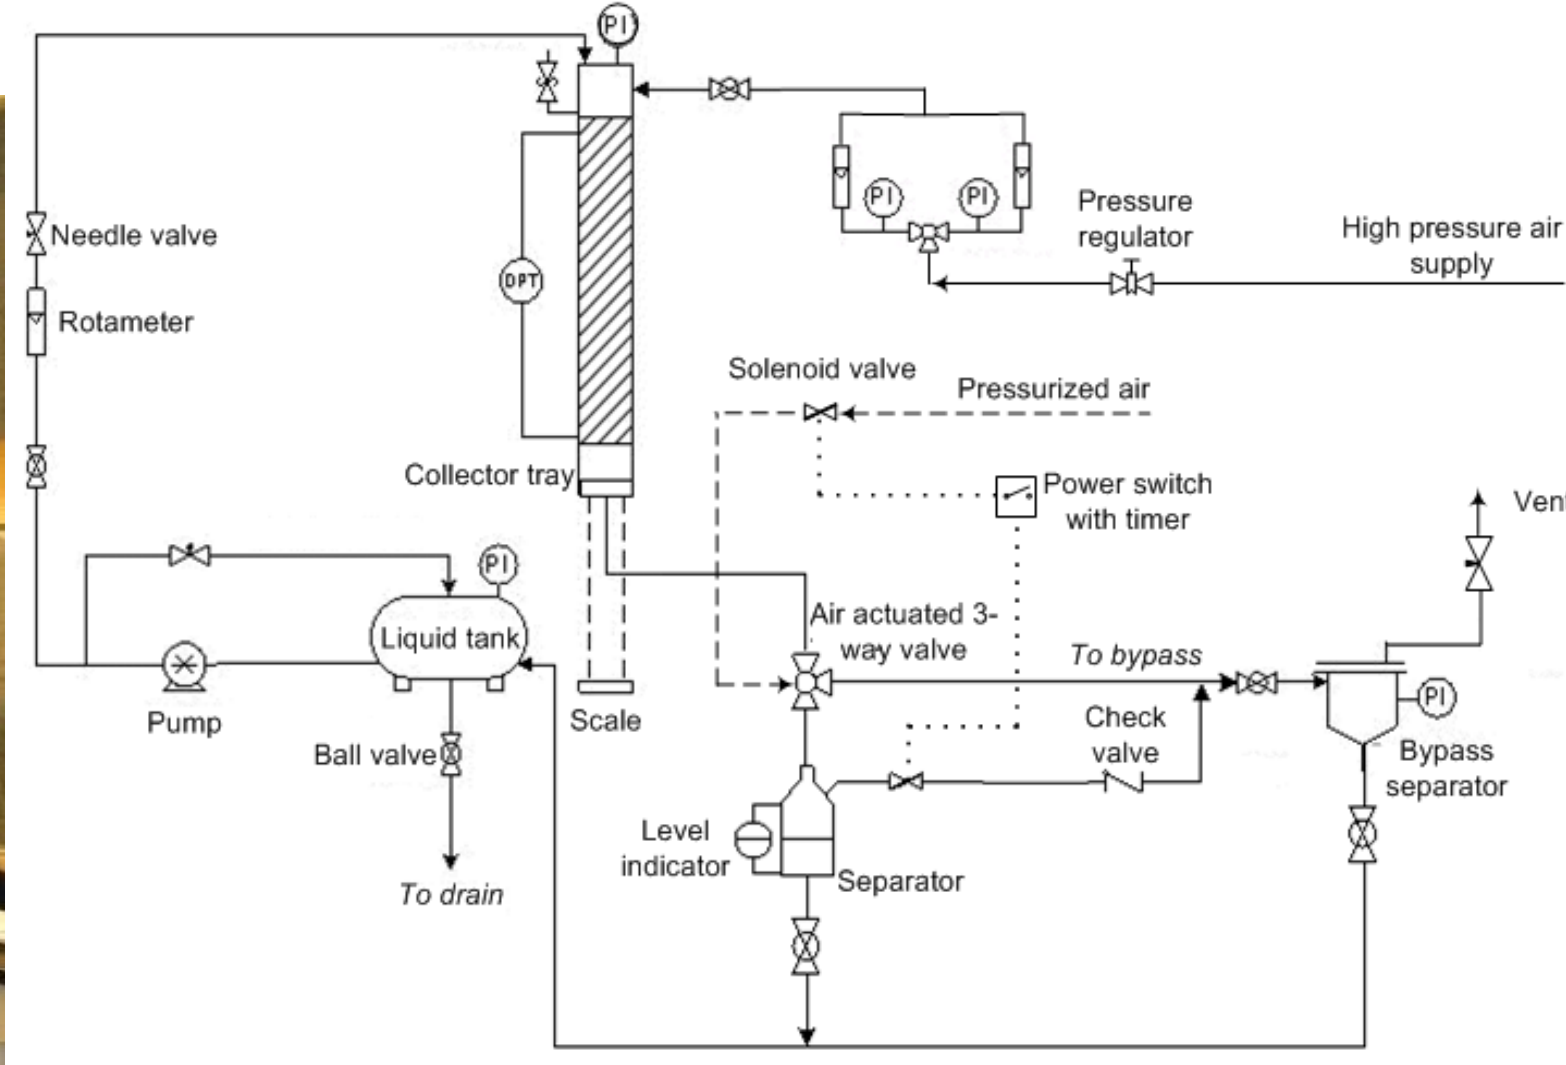 PI
Needle valve
Rotameter
DPT
PI
PI
Pressure
regulator
High pressure air
supply
Solenoid valve
Pressurized air
Collector tray
Power switch
with timer
Vent
PI
Liquid tank
Pump
Ball valve
To drain
Scale
Air actuated 3-
way valve
To bypass
Check
valve
PI
Bypass
separator
Level
indicator
Separator